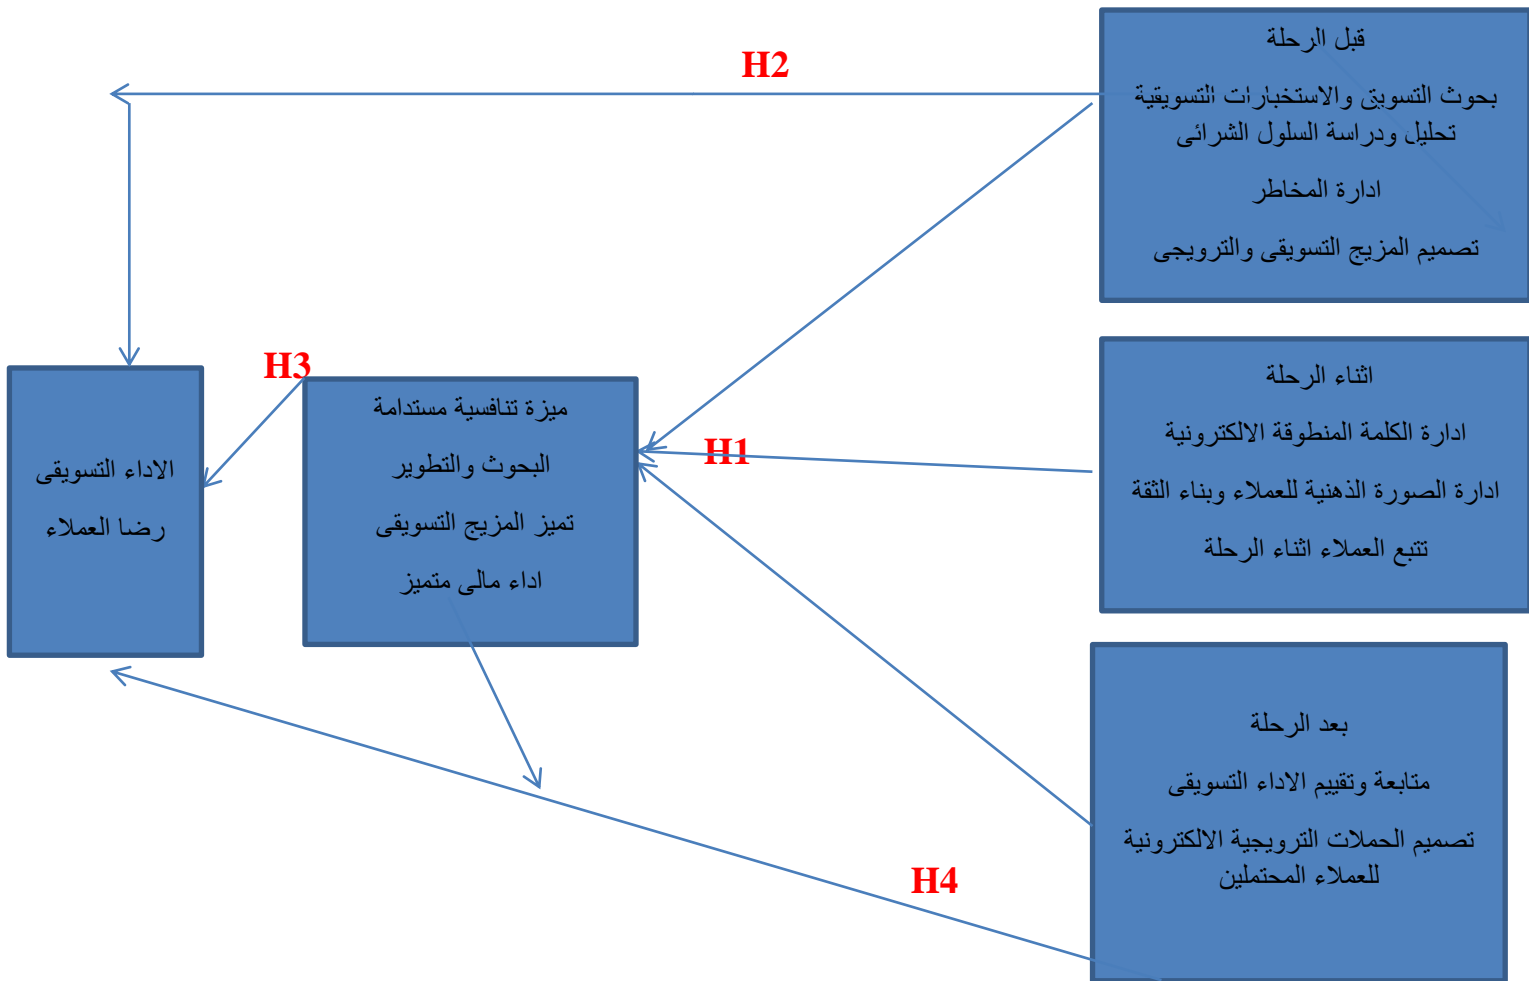 قبل الرحلة
بحوث التسويق والاستخبارات التسويقية
تحليل ودراسة السلول الشرائى
ادارة المخاطر
تصميم المزيج التسويقى والترويجى
H2
اثناء الرحلة
ادارة الكلمة المنطوقة الالكترونية
ادارة الصورة الذهنية للعملاء وبناء الثقة
تتبع العملاء اثناء الرحلة
H1
بعد الرحلة
متابعة وتقييم الاداء التسويقى
تصميم الحملات الترويجية الالكترونية
للعملاء المحتملين
H4
ميزة تنافسية مستدامة
البحوث والتطوير
تميز المزيج التسويقى
اداء مالى متميز
H3
الاداء التسويقى
رضا العملاء